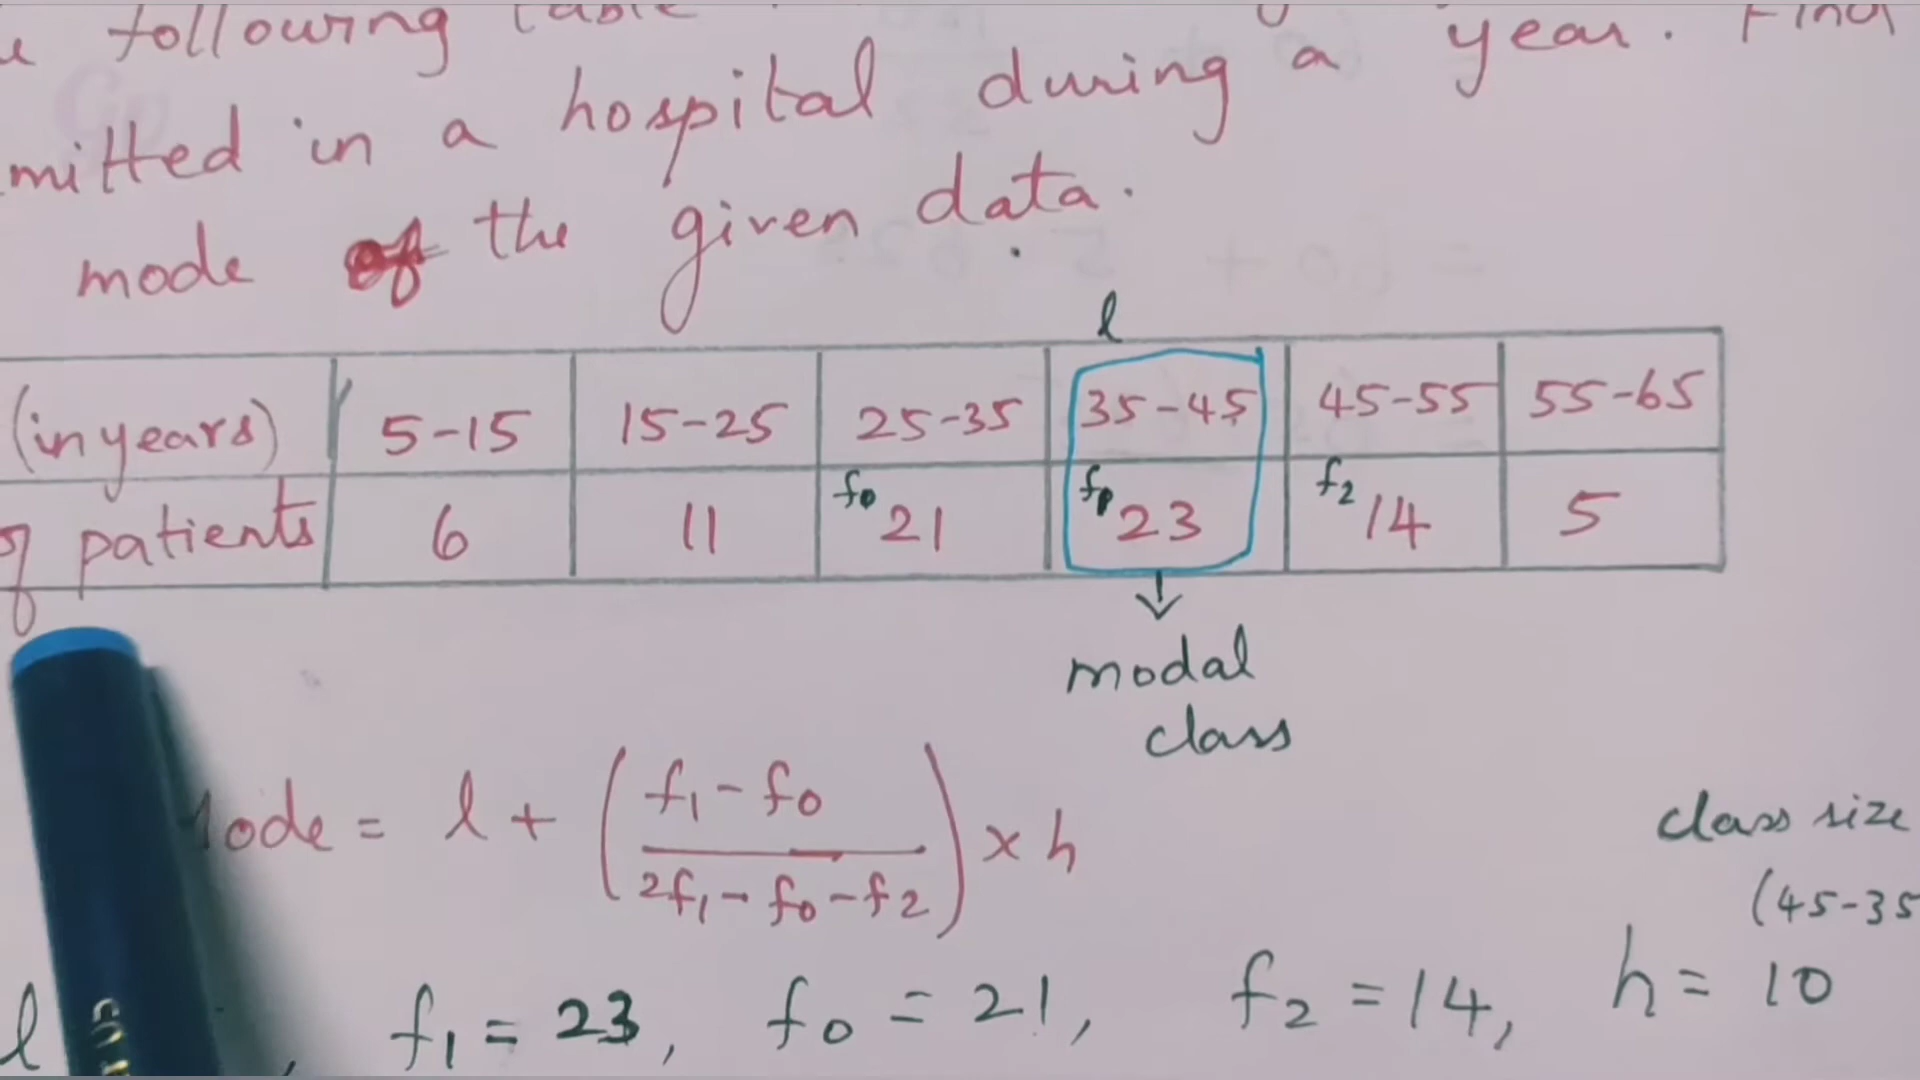 following table
year. Find
mitted in a hospital during a
mode of the given data.
l
(in years) 5-15 15-25 25-35 35-45 45-55 55-65
patients 6 11 f0 21 f1 23 f2 14 5
modal
class
Mode = l + (f1 - f0 / 2f1 - f0 - f2) x h
class size
(45-35
l , f1 = 23, f0 = 21, f2 = 14, h = 10